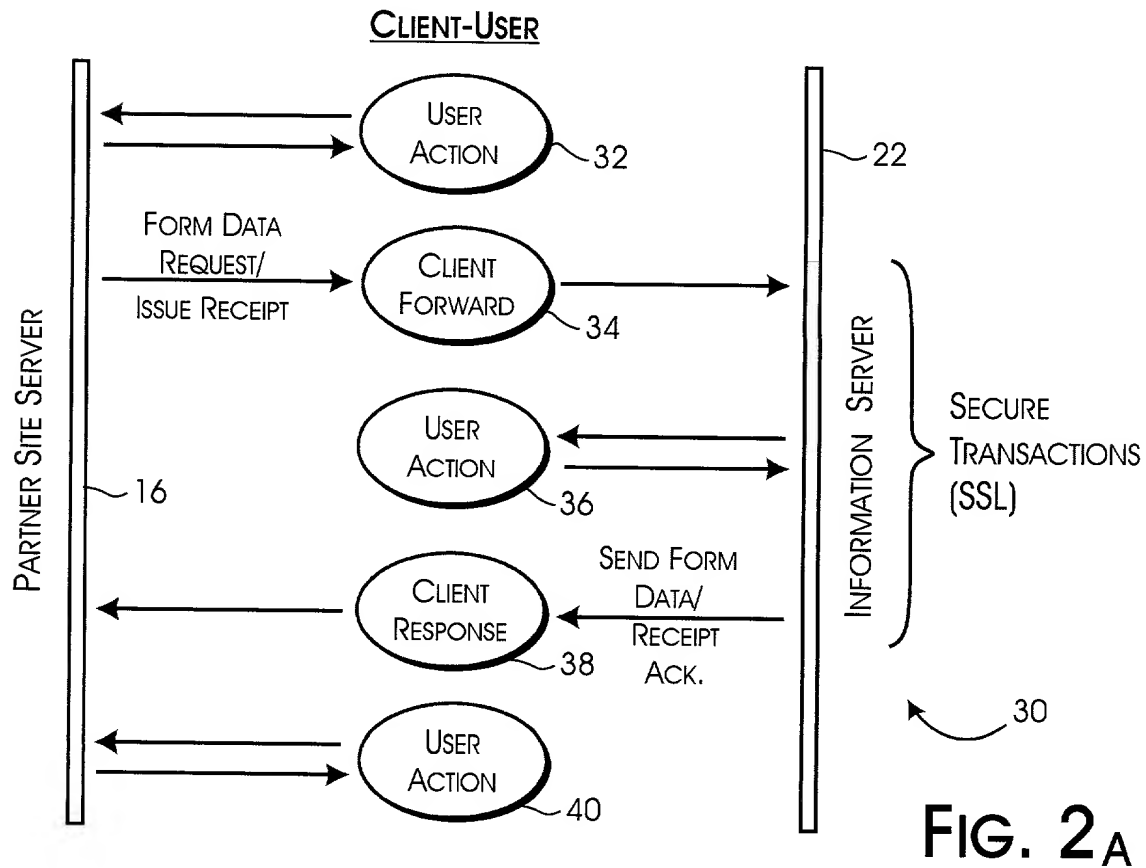 CLIENT-USER
USER
ACTION
32
22
FORM DATA
REQUEST/
ISSUE RECEIPT
CLIENT
FORWARD
34
PARTNER SITE SERVER
16
USER
ACTION
36
INFORMATION SERVER
SECURE
TRANSACTIONS
(SSL)
SEND FORM
DATA/
RECEIPT
ACK.
CLIENT
RESPONSE
38
30
USER
ACTION
40
FIG. 2A